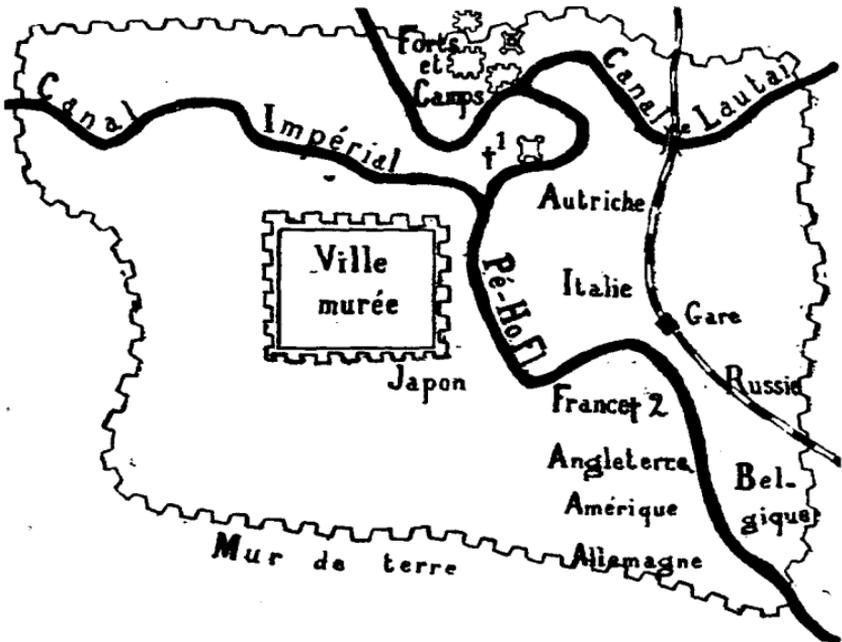 Forts
et
Camps
Canal de Lautai
Canal Impérial
†1
Autriche
Ville
murée
Pé-Ho Fl
Italie
Gare
Japon
Russie
France † 2
Angleterre
Bel-
gique
Amérique
Allemagne
Mur de terre